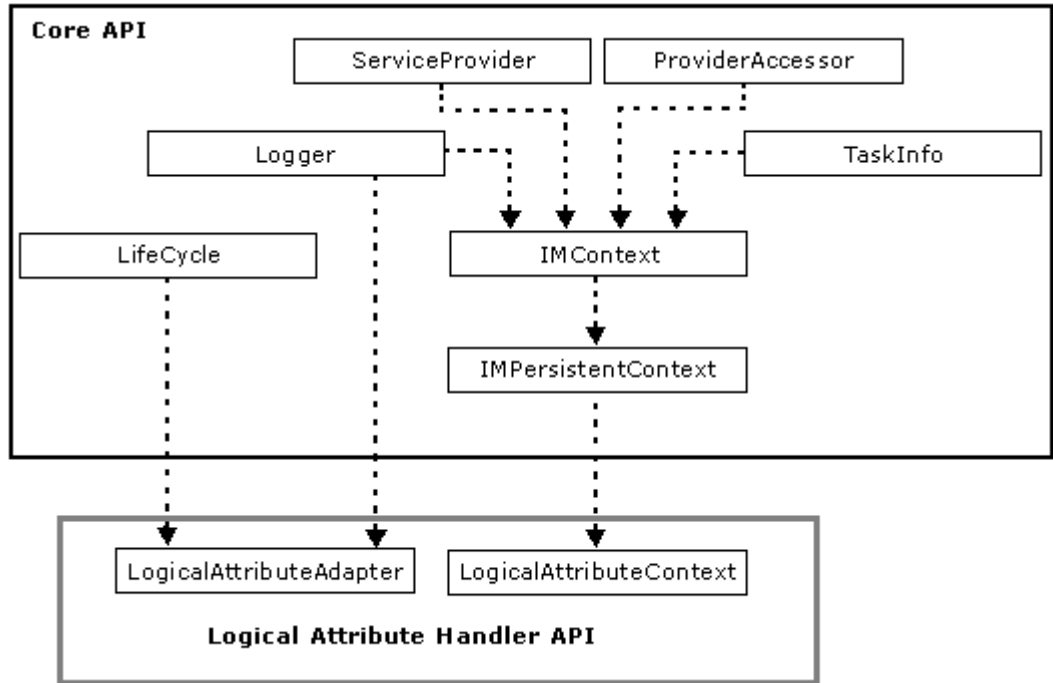 Core API
ServiceProvider
ProviderAccessor
Logger
TaskInfo
LifeCycle
IMContext
IMPersistentContext
LogicalAttributeAdapter
LogicalAttributeContext
Logical Attribute Handler API